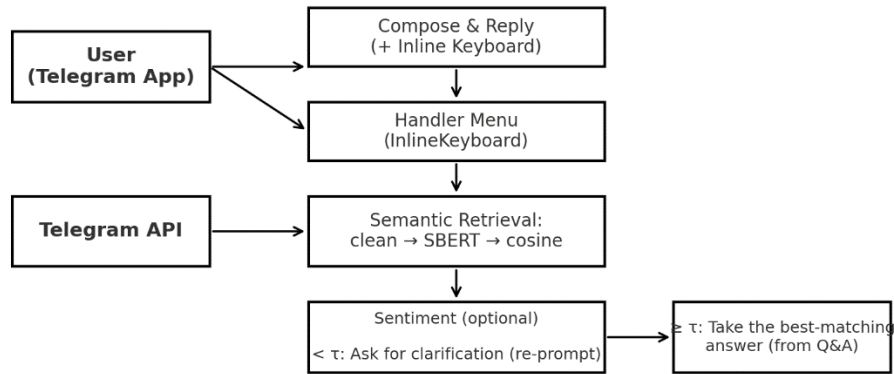 User
(Telegram App)
Compose & Reply
(+ Inline Keyboard)
Handler Menu
(InlineKeyboard)
Telegram API
Semantic Retrieval:
clean → SBERT → cosine
Sentiment (optional)
< τ: Ask for clarification (re-prompt)
≥ τ: Take the best-matching
answer (from Q&A)